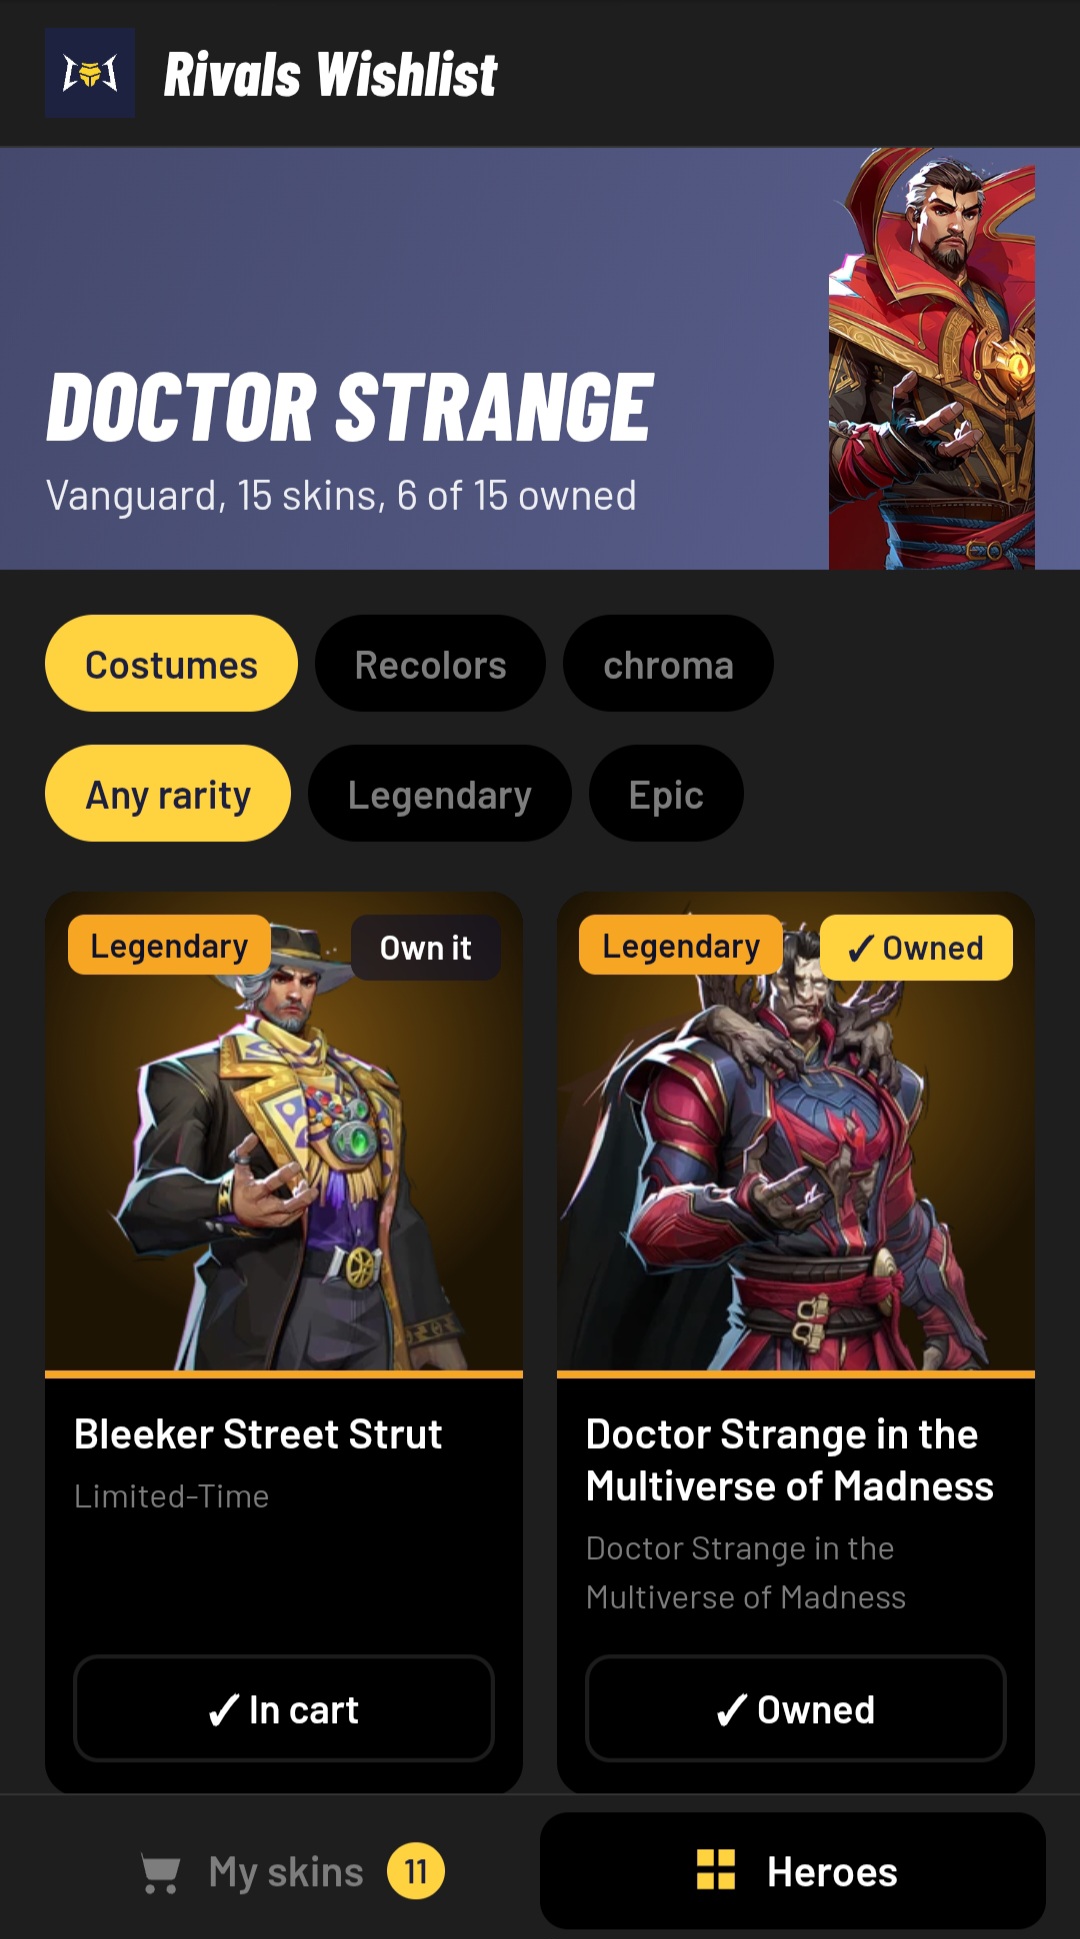 Rivals Wishlist
DOCTOR STRANGE
Vanguard, 15 skins, 6 of 15 owned
Costumes
Recolors
chroma
Any rarity
Legendary
Epic
Legendary
Own it
Legendary
✓ Owned
Bleeker Street Strut
Limited-Time
✓ In cart
Doctor Strange in the
Multiverse of Madness
Doctor Strange in the
Multiverse of Madness
✓ Owned
My skins
11
Heroes